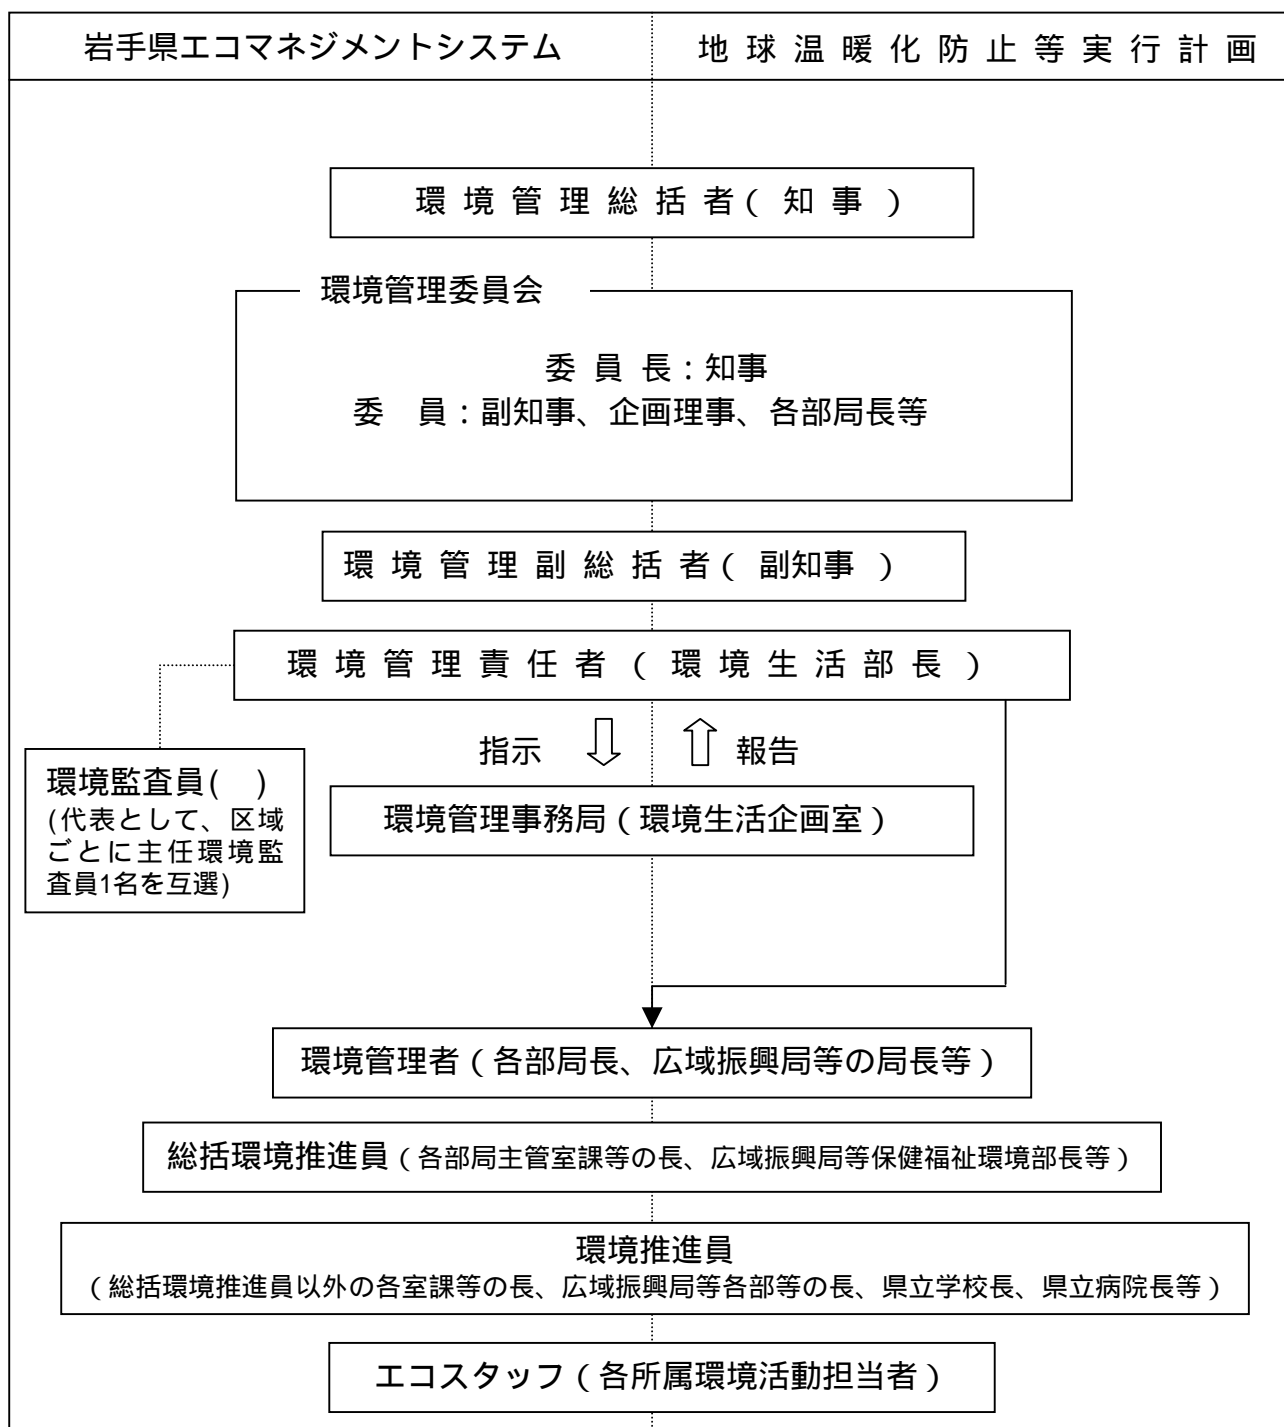 岩手県エコマネジメントシステム
地球温暖化防止等実行計画
環境管理総括者(知事)
環境管理委員会
委員長:知事
委 員:副知事、企画理事、各部局長等
環境管理副総括者(副知事)
環境管理責任者(環境生活部長)
指示
報告
環境監査員( )
(代表として、区域
ごとに主任環境監
査員1名を互選)
環境管理事務局(環境生活企画室)
環境管理者(各部局長、広域振興局等の局長等)
総括環境推進員(各部局主管室課等の長、広域振興局等保健福祉環境部長等)
環境推進員
(総括環境推進員以外の各室課等の長、広域振興局等各部等の長、県立学校長、県立病院長等)
エコスタッフ(各所属環境活動担当者)